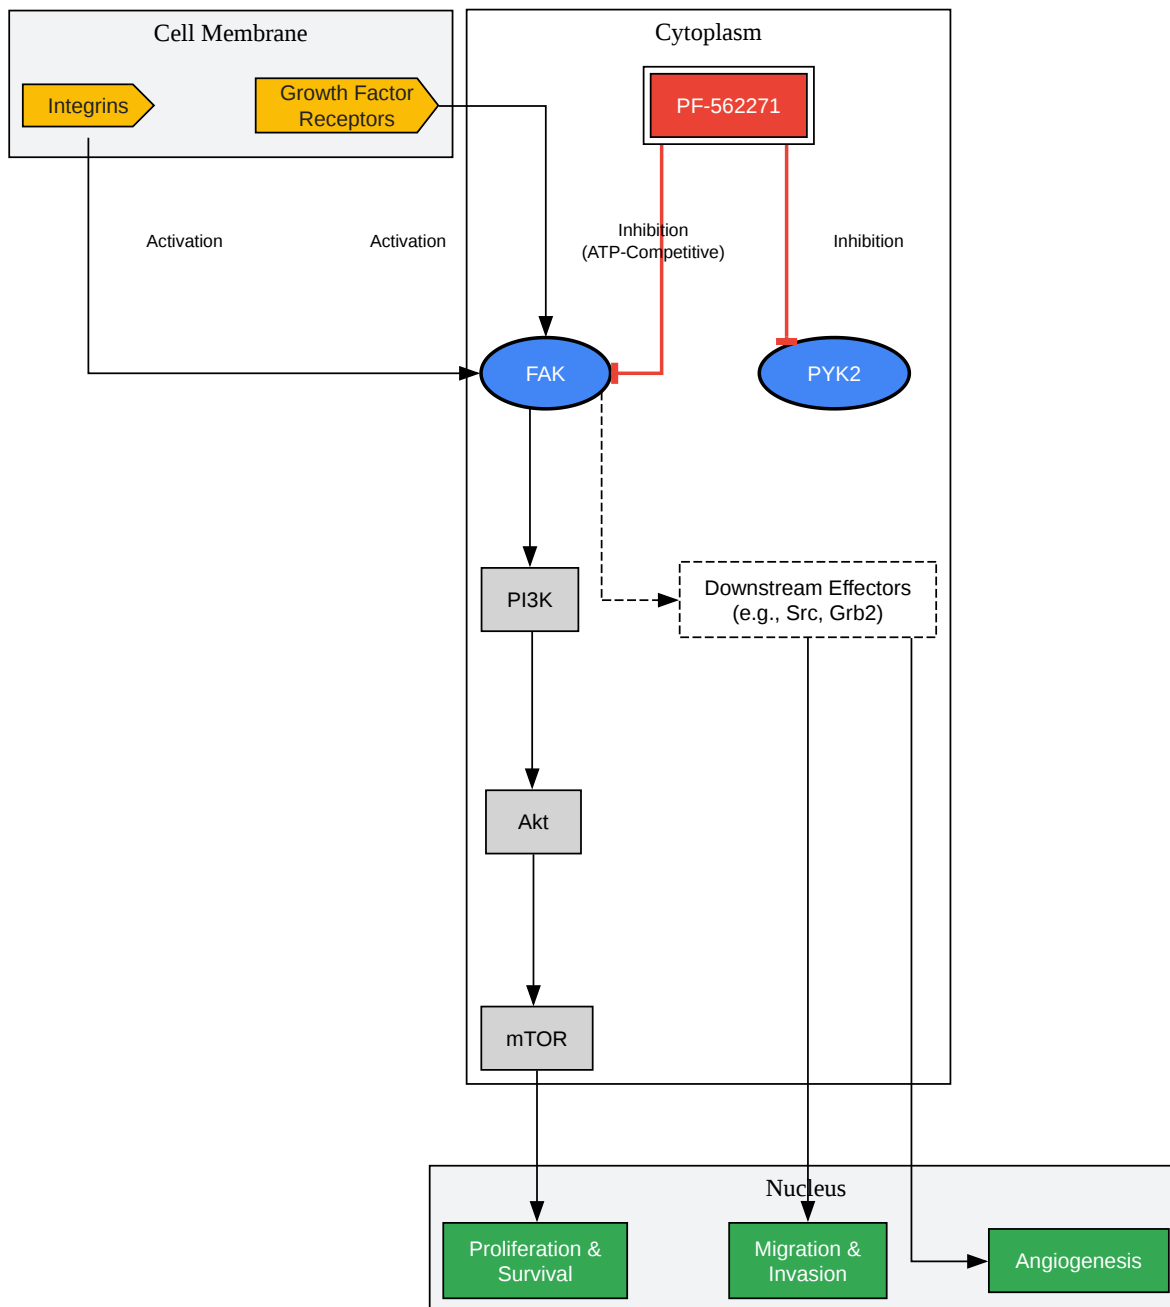 Cell Membrane
Cytoplasm
Integrins
Growth Factor
Receptors
PF-562271
Activation
Activation
Inhibition
(ATP-Competitive)
Inhibition
FAK
PYK2
PI3K
Downstream Effectors
(e.g., Src, Grb2)
Akt
mTOR
Nucleus
Proliferation &
Survival
Migration &
Invasion
Angiogenesis